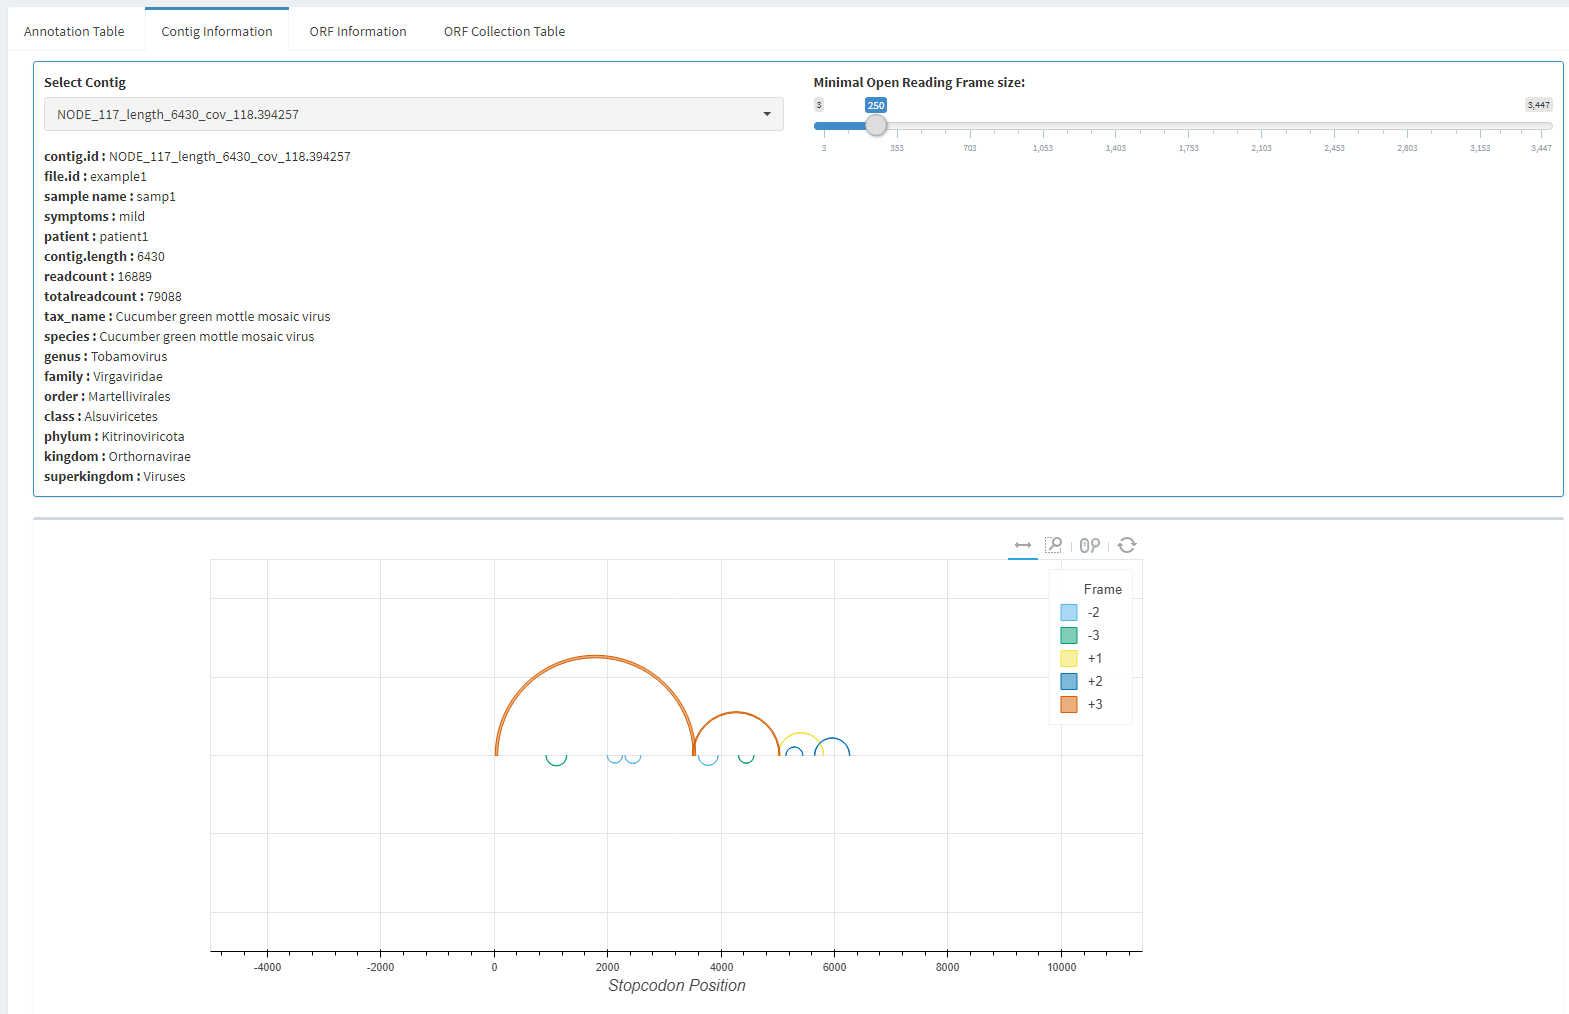 Annotation Table
Contig Information
ORF Information
ORF Collection Table
Select Contig
NODE_117_length_6430_cov_118.394257
Minimal Open Reading Frame size:
3
250
3,447
3
353
703
1,053
1,403
1,753
2,103
2,453
2,803
3,153
3,447
contig.id : NODE_117_length_6430_cov_118.394257
file.id : example1
sample name : samp1
symptoms : mild
patient : patient1
contig.length : 6430
readcount : 16889
totalreadcount : 79088
tax_name : Cucumber green mottle mosaic virus
species : Cucumber green mottle mosaic virus
genus : Tobamovirus
family : Virgaviridae
order : Martellivirales
class : Alsuviricetes
phylum : Kitrinoviricota
kingdom : Orthornavirae
superkingdom : Viruses
Frame
-2
-3
+1
+2
+3
-4000
-2000
0
2000
4000
6000
8000
10000
Stopcodon Position